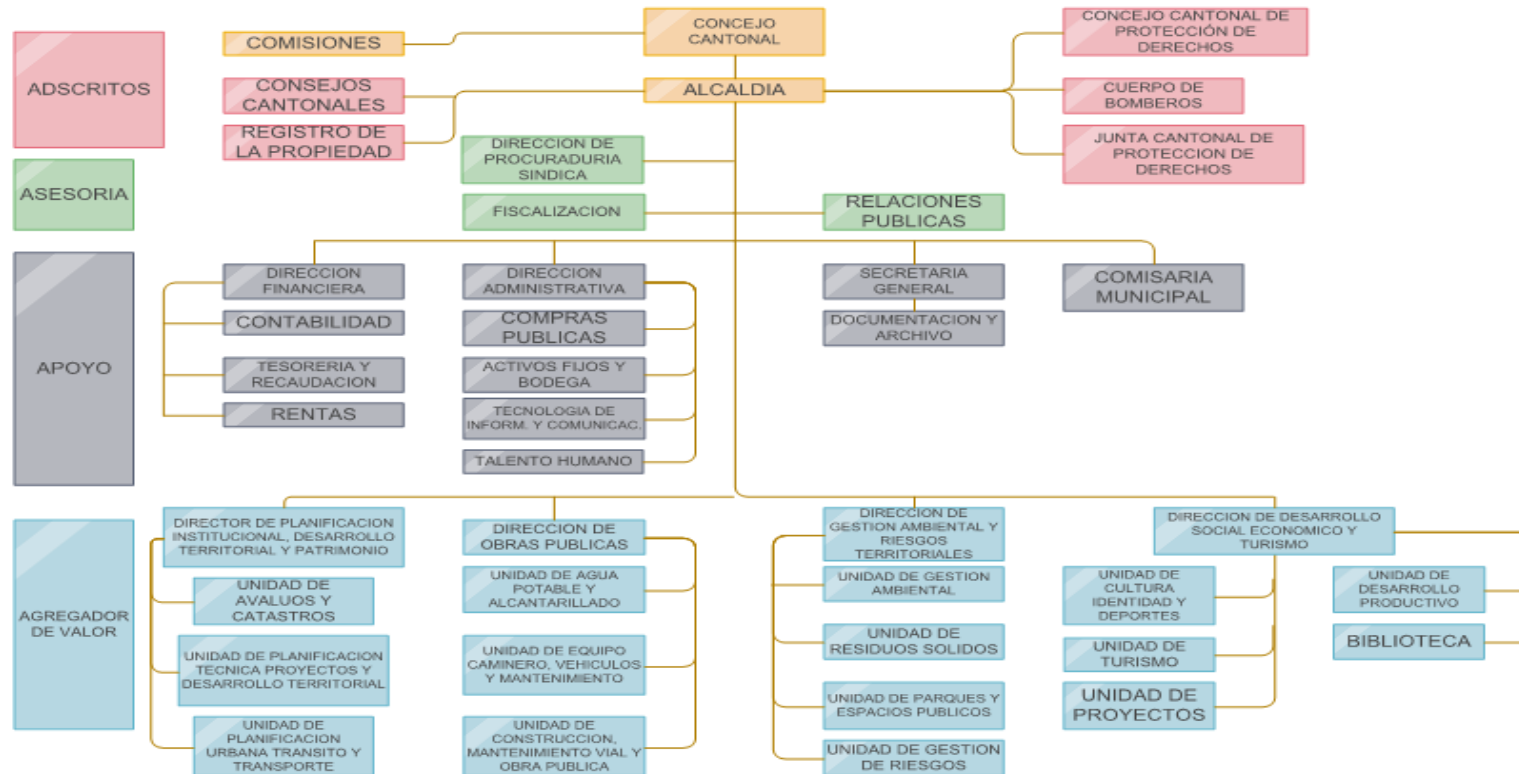 CONCEJO
CANTONAL
CONCEJO CANTONAL DE
PROTECCIÓN DE
DERECHOS
COMISIONES
ADSCRITOS
CONSEJOS
CANTONALES
ALCALDIA
CUERPO DE
BOMBEROS
REGISTRO DE
LA PROPIEDAD
DIRECCION DE
PROCURADURIA
SINDICA
JUNTA CANTONAL DE
PROTECCION DE
DERECHOS
ASESORIA
FISCALIZACION
RELACIONES
PUBLICAS
APOYO
DIRECCION
FINANCIERA
DIRECCION
ADMINISTRATIVA
SECRETARIA
GENERAL
COMISARIA
MUNICIPAL
CONTABILIDAD
COMPRAS
PUBLICAS
DOCUMENTACION Y
ARCHIVO
TESORERIA Y
RECAUDACION
ACTIVOS FIJOS Y
BODEGA
RENTAS
TECNOLOGIA DE
INFORM. Y COMUNICAC.
TALENTO HUMANO
AGREGADOR
DE VALOR
DIRECTOR DE PLANIFICACION
INSTITUCIONAL, DESARROLLO
TERRITORIAL Y PATRIMONIO
DIRECCION DE
OBRAS PUBLICAS
DIRECCION DE
GESTION AMBIENTAL Y
RIESGOS
TERRITORIALES
DIRECCION DE DESARROLLO
SOCIAL ECONOMICO Y
TURISMO
UNIDAD DE
AVALUOS Y
CATASTROS
UNIDAD DE AGUA
POTABLE Y
ALCANTARILLADO
UNIDAD DE GESTION
AMBIENTAL
UNIDAD DE
CULTURA
IDENTIDAD Y
DEPORTES
UNIDAD DE
DESARROLLO
PRODUCTIVO
UNIDAD DE PLANIFICACION
TECNICA PROYECTOS Y
DESARROLLO TERRITORIAL
UNIDAD DE EQUIPO
CAMINERO, VEHICULOS
Y MANTENIMIENTO
UNIDAD DE
RESIDUOS SOLIDOS
UNIDAD DE
TURISMO
BIBLIOTECA
UNIDAD DE PARQUES Y
ESPACIOS PUBLICOS
UNIDAD DE
PROYECTOS
UNIDAD DE
PLANIFICACION
URBANA TRANSITO Y
TRANSPORTE
UNIDAD DE
CONSTRUCCION,
MANTENIMIENTO VIAL Y
OBRA PUBLICA
UNIDAD DE GESTION
DE RIESGOS